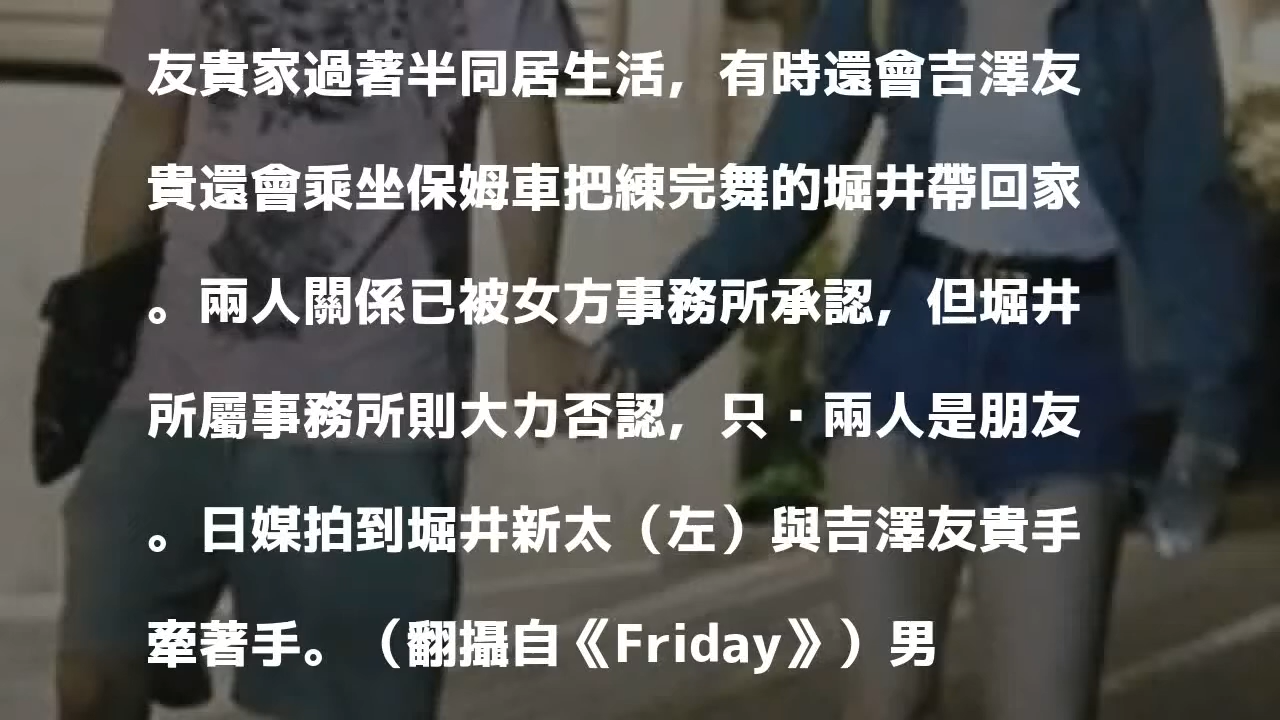 友貴家過著半同居生活，有時還會吉澤友
貴還會乘坐保姆車把練完舞的堀井帶回家
。兩人關係已被女方事務所承認，但堀井
所屬事務所則大力否認，只·兩人是朋友
。日媒拍到堀井新太（左）與吉澤友貴手
牽著手。（翻攝自《Friday》）男